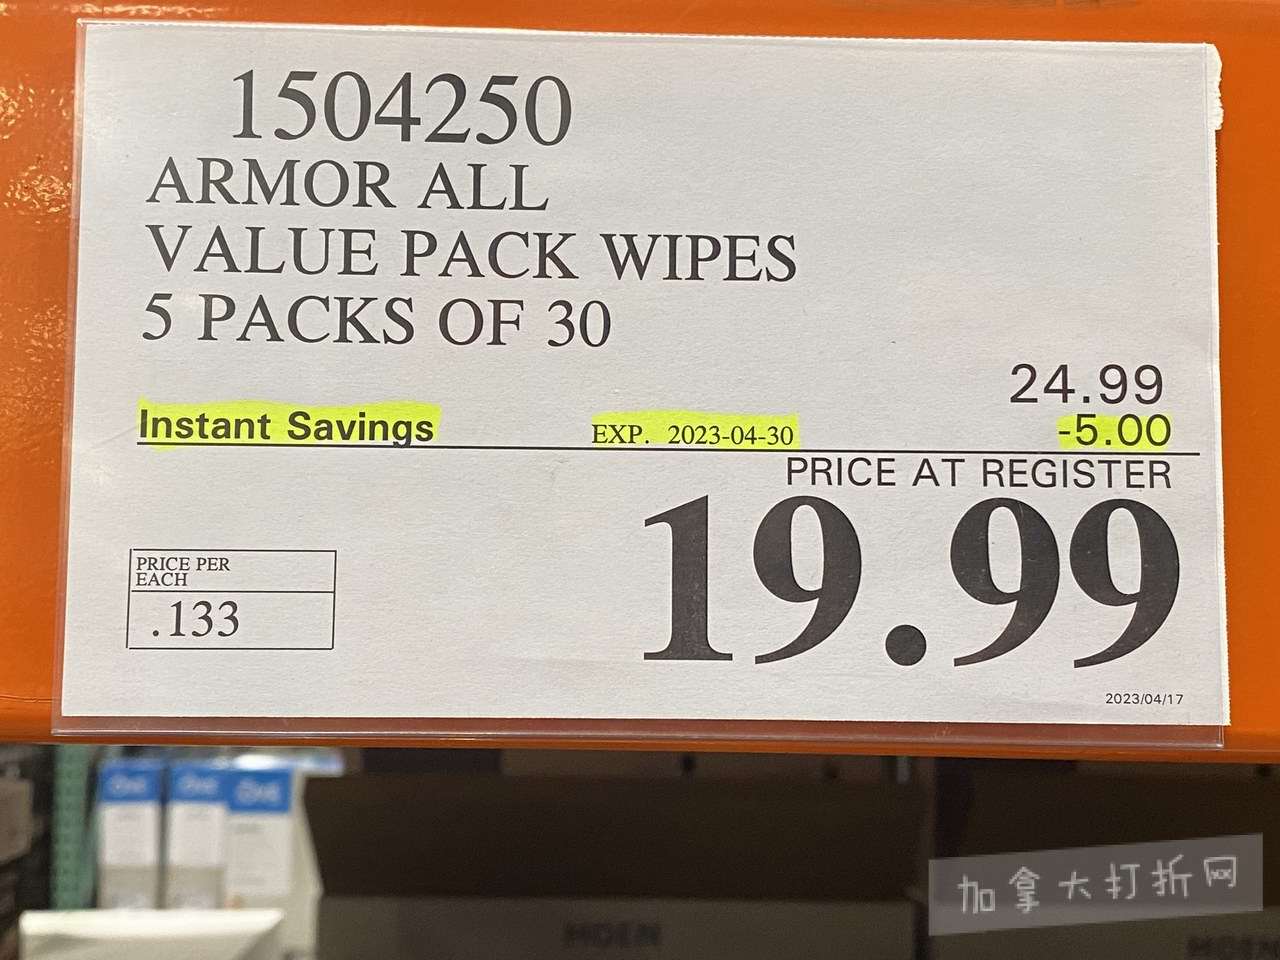 1504250
ARMOR ALL
VALUE PACK WIPES
5 PACKS OF 30
24.99
Instant Savings EXP. 2023-04-30 -5.00
PRICE AT REGISTER
19.99
PRICE PER
EACH
.133
2023/04/17
加拿大打折网
MOEN
MOEN